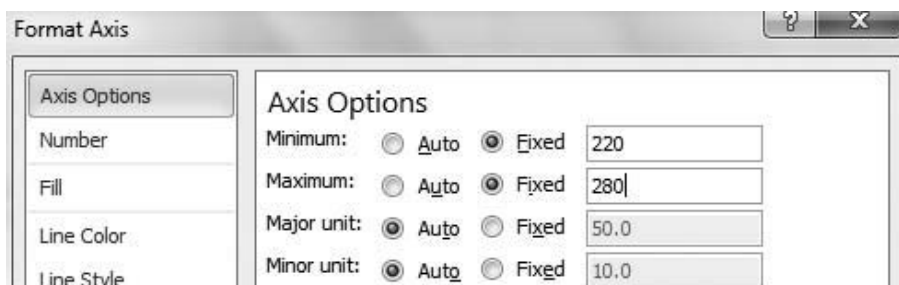 Format Axis
Axis Options
Number
Fill
Line Color
Line Style
Axis Options
Minimum: Auto Fixed 220
Maximum: Auto Fixed 280
Major unit: Auto Fixed 50.0
Minor unit: Auto Fixed 10.0